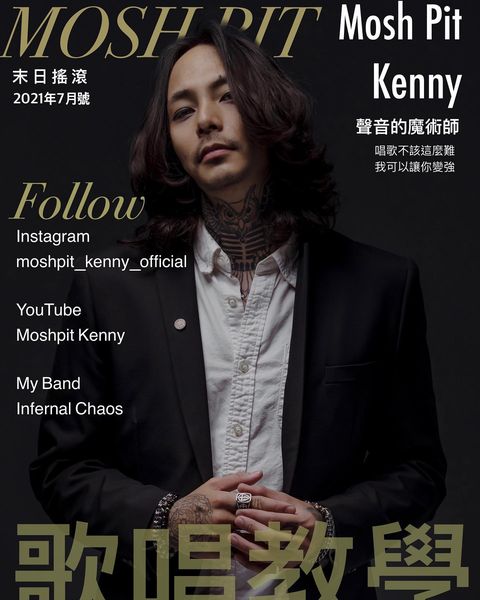 MOSH PIT
末日搖滾
2021年7月號
Mosh Pit
Kenny
聲音的魔術師
唱歌不該這麼難
我可以讓你變強
Follow
Instagram
moshpit_kenny_official
YouTube
Moshpit Kenny
My Band
Infernal Chaos
歌唱教學